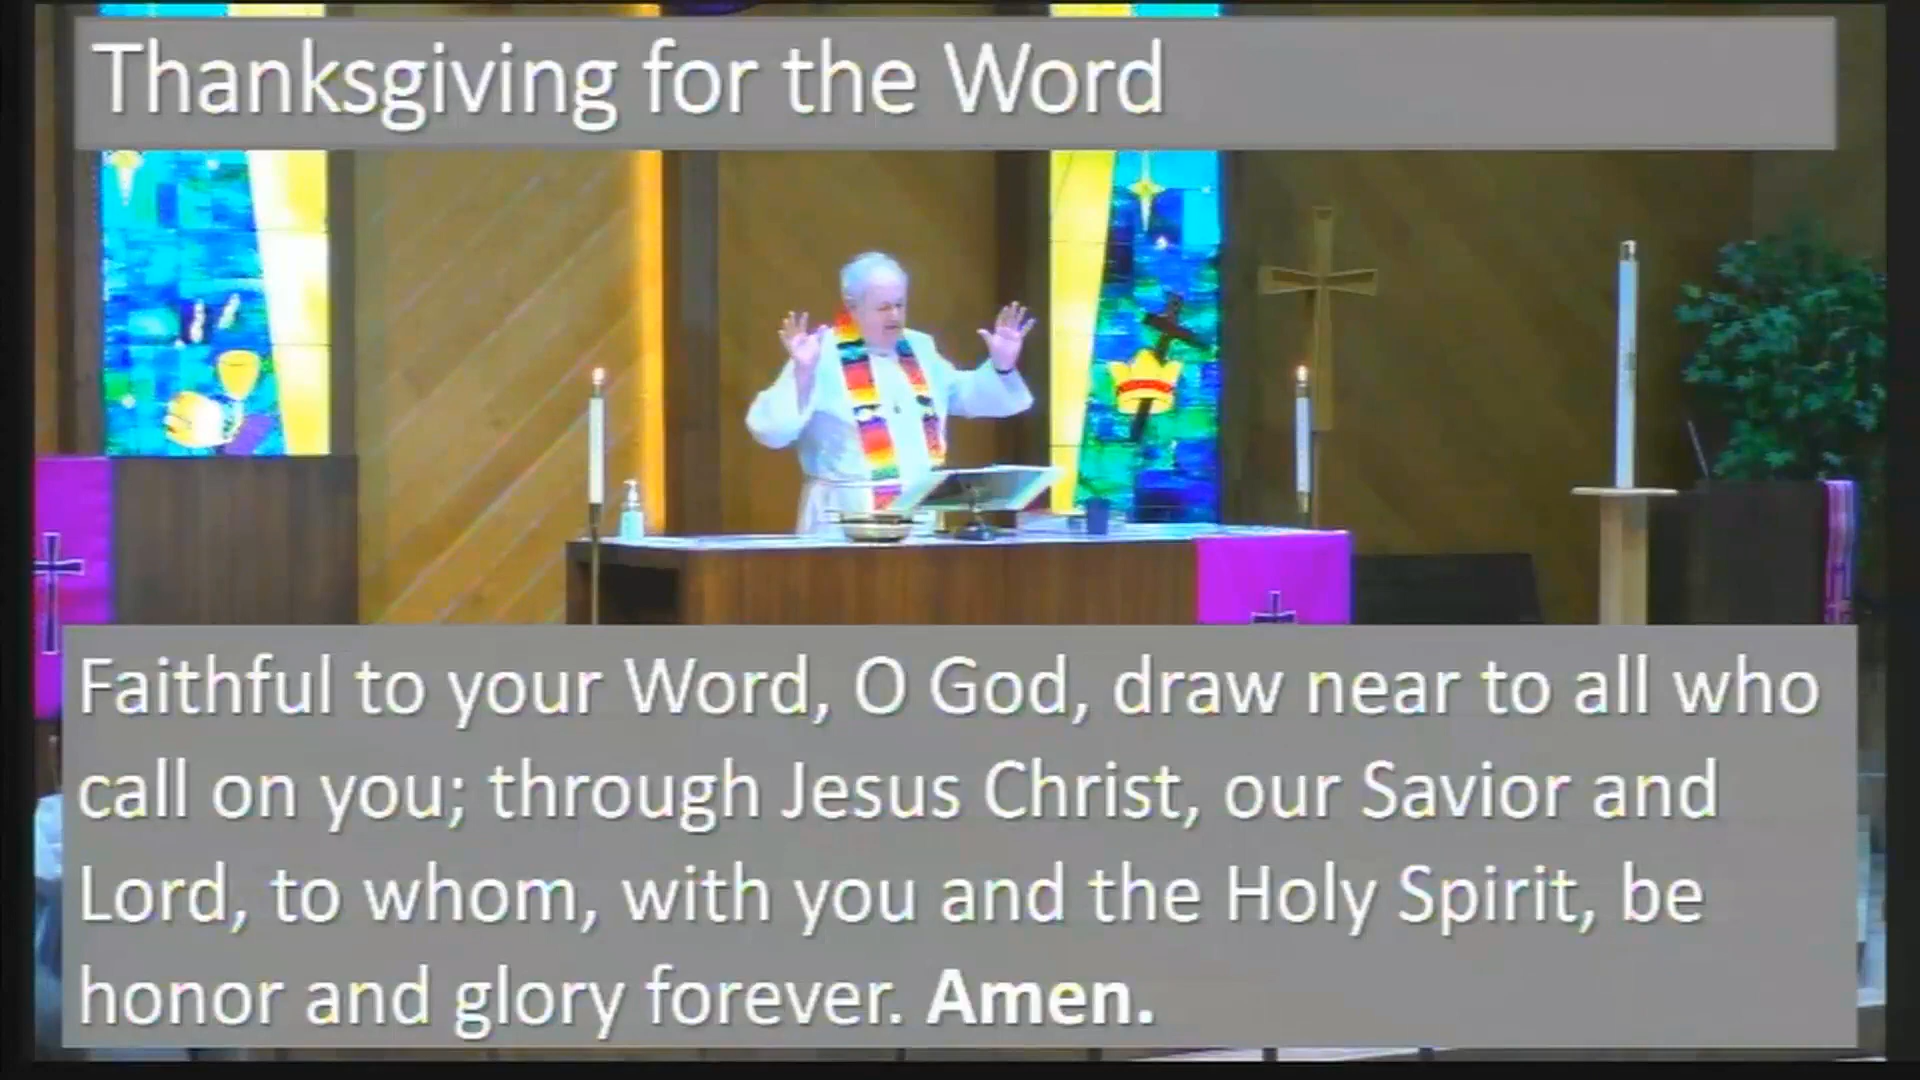 Thanksgiving for the Word
Faithful to your Word, O God, draw near to all who
call on you; through Jesus Christ, our Savior and
Lord, to whom, with you and the Holy Spirit, be
honor and glory forever. Amen.